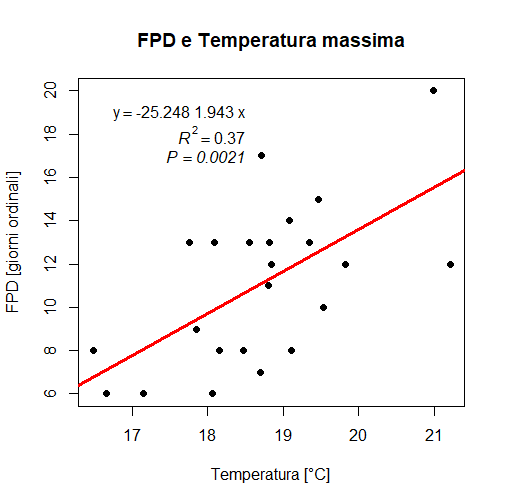 FPD e Temperatura massima
y = -25.248 1.943 x
R² = 0.37
P = 0.0021
FPD [giorni ordinali]
20
18
16
14
12
10
8
6
17 18 19 20 21
Temperatura [°C]